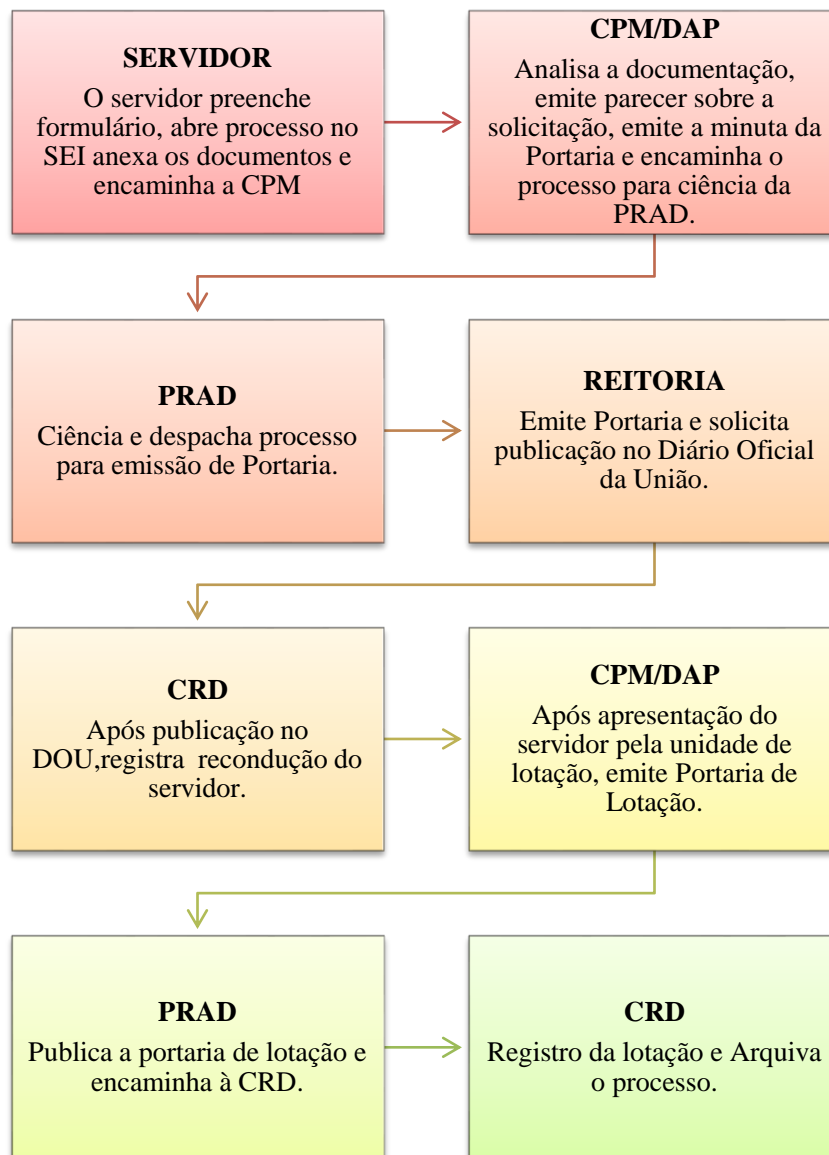 SERVIDOR
O servidor preenche
formulário, abre processo no
SEI anexa os documentos e
encaminha a CPM
CPM/DAP
Analisa a documentação,
emite parecer sobre a
solicitação, emite a minuta da
Portaria e encaminha o
processo para ciência da
PRAD.
PRAD
Ciência e despacha processo
para emissão de Portaria.
REITORIA
Emite Portaria e solicita
publicação no Diário Oficial
da União.
CRD
Após publicação no
DOU,registra recondução do
servidor.
CPM/DAP
Após apresentação do
servidor pela unidade de
lotação, emite Portaria de
Lotação.
PRAD
Publica a portaria de lotação e
encaminha à CRD.
CRD
Registro da lotação e Arquiva
o processo.